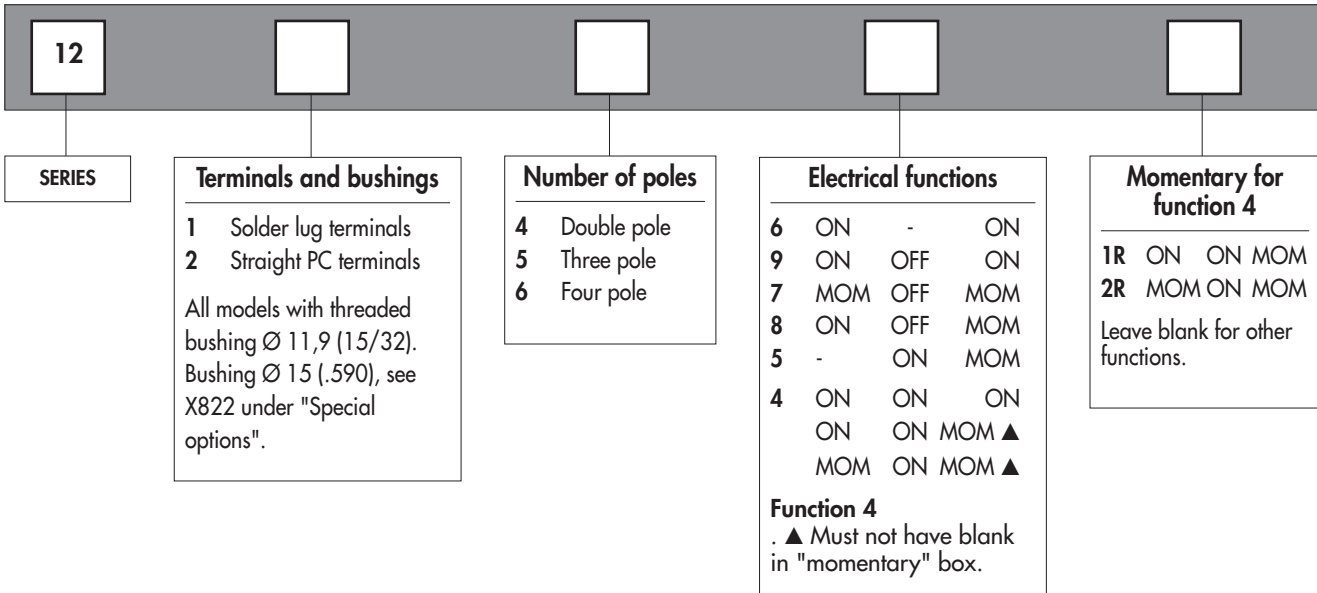 12
SERIES
Terminals and bushings
1 Solder lug terminals
2 Straight PC terminals
All models with threaded
bushing Ø 11,9 (15/32).
Bushing Ø 15 (.590), see
X822 under "Special
options".
Number of poles
4 Double pole
5 Three pole
6 Four pole
Electrical functions
6 ON - ON
9 ON OFF ON
7 MOM OFF MOM
8 ON OFF MOM
5 - ON MOM
4 ON ON ON
ON ON MOM ▲
MOM ON MOM ▲
Function 4
. ▲ Must not have blank
in "momentary" box.
Momentary for
function 4
1R ON ON MOM
2R MOM ON MOM
Leave blank for other
functions.